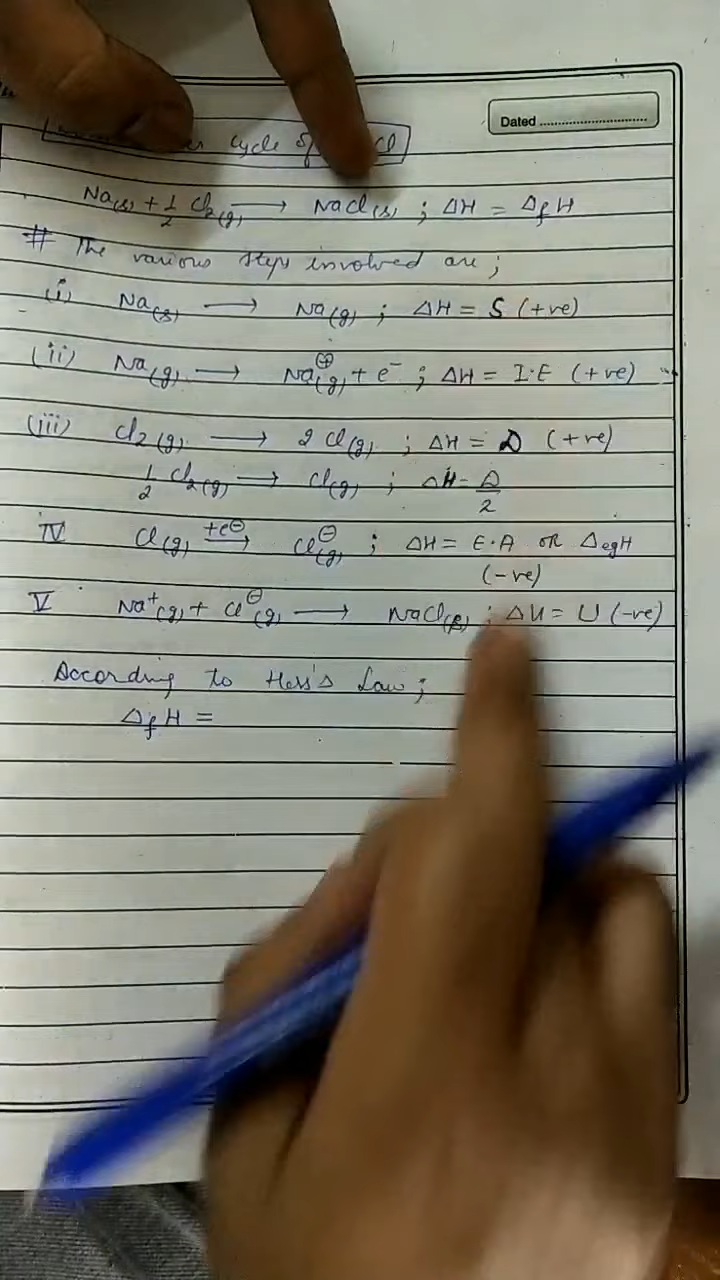 Dated
cycle of
Na(s) + 1/2 Cl2(g) ⟶ NaCl(s) ; ΔH = ΔfH
# The various steps involved are ;
(i) Na(s) ⟶ Na(g) ; ΔH = S (+ve)
(ii) Na(g) ⟶ Na⊕(g) + e⁻ ; ΔH = I.E (+ve)
(iii) Cl2(g) ⟶ 2 Cl(g) ; ΔH = D (+ve)
1/2 Cl2(g) ⟶ Cl(g) ; ΔH = D/2
IV Cl(g) +e⊖ ⟶ Cl⊖(g) ; ΔH = E.A OR ΔegH
(-ve)
V Na⁺(g) + Cl⊖(g) ⟶ NaCl(s) ; ΔH = U (-ve)
According to Hess's Law ;
ΔfH =